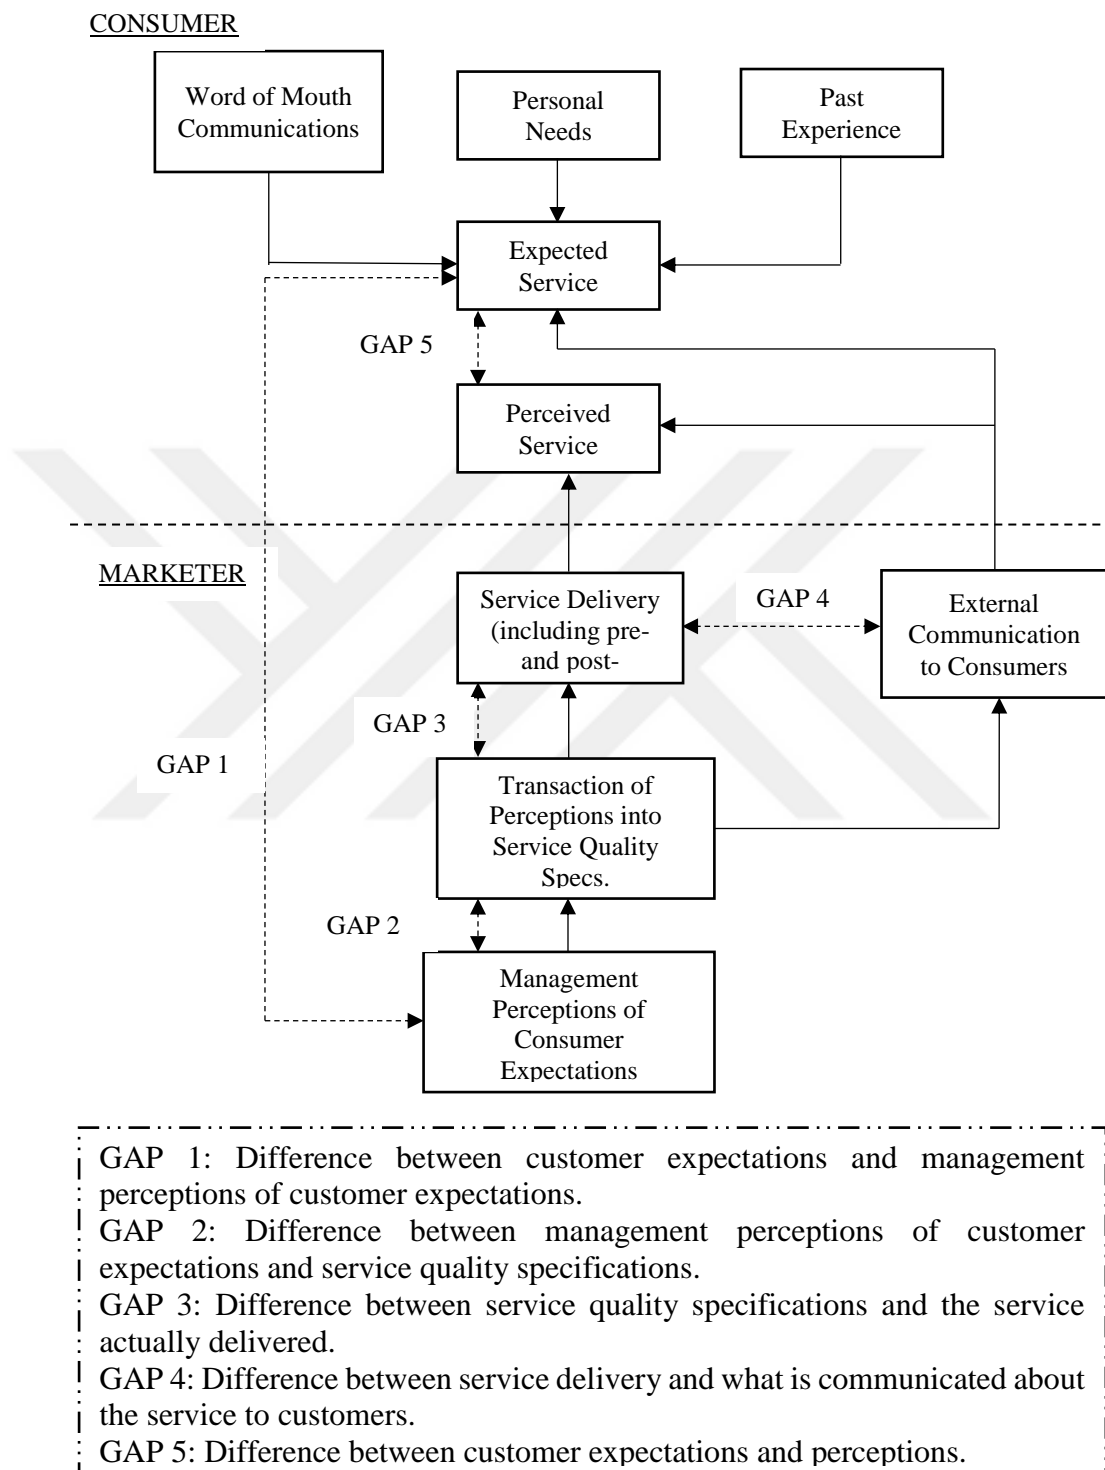 CONSUMER
Word of Mouth
Communications
Personal
Needs
Past
Experience
Expected
Service
GAP 5
Perceived
Service
MARKETER
Service Delivery
(including pre-
and post-
GAP 4
External
Communication
to Consumers
GAP 3
GAP 1
Transaction of
Perceptions into
Service Quality
Specs.
GAP 2
Management
Perceptions of
Consumer
Expectations
GAP 1: Difference between customer expectations and management
perceptions of customer expectations.
GAP 2: Difference between management perceptions of customer
expectations and service quality specifications.
GAP 3: Difference between service quality specifications and the service
actually delivered.
GAP 4: Difference between service delivery and what is communicated about
the service to customers.
GAP 5: Difference between customer expectations and perceptions.